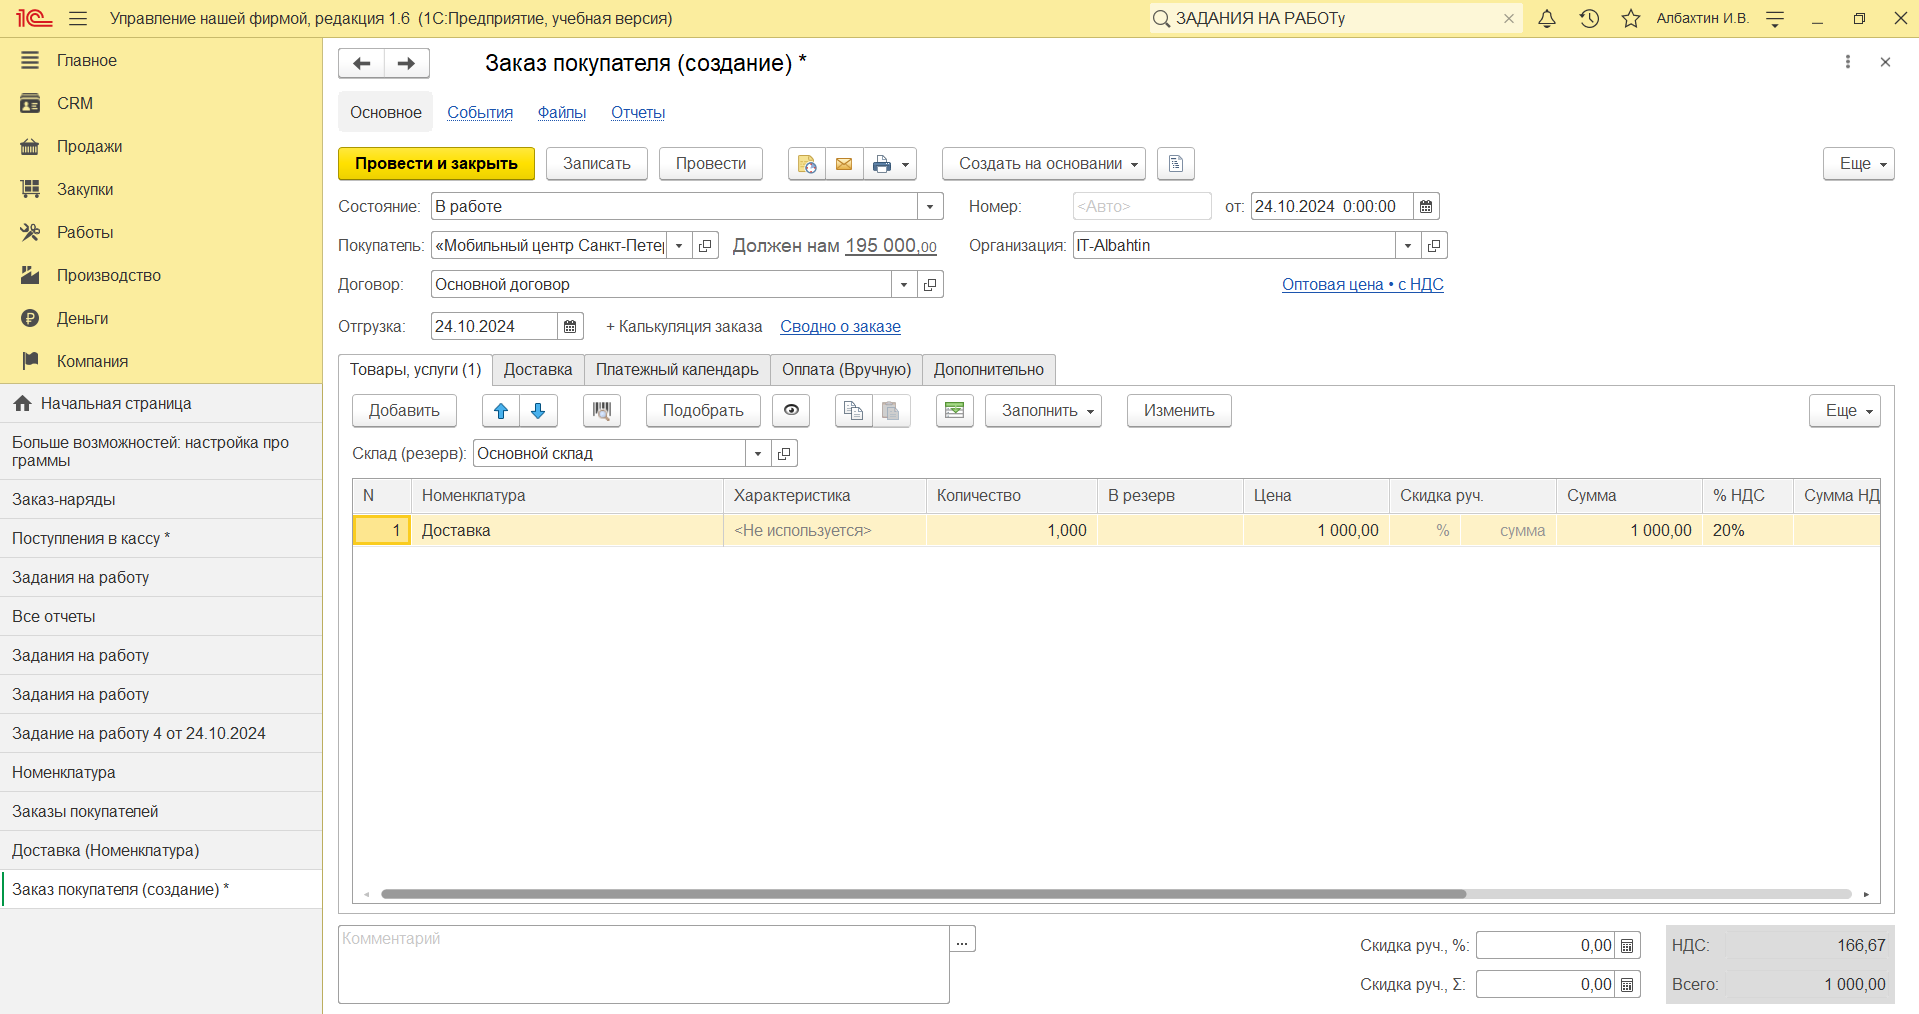 1С Управление нашей фирмой, редакция 1.6 (1С:Предприятие, учебная версия)
ЗАДАНИЯ НА РАБОТу
Албахтин И.В.
Главное
CRM
Продажи
Закупки
Работы
Производство
Деньги
Компания
Начальная страница
Больше возможностей: настройка про
граммы
Заказ-наряды
Поступления в кассу *
Задания на работу
Все отчеты
Задания на работу
Задания на работу
Задание на работу 4 от 24.10.2024
Номенклатура
Заказы покупателей
Доставка (Номенклатура)
Заказ покупателя (создание) *
Заказ покупателя (создание) *
Основное События Файлы Отчеты
Провести и закрыть Записать Провести Создать на основании Еще
Состояние: В работе Номер: <Авто> от: 24.10.2024 0:00:00
Покупатель: «Мобильный центр Санкт-Петер Должен нам 195 000,00 Организация: IT-Albahtin
Договор: Основной договор Оптовая цена • с НДС
Отгрузка: 24.10.2024 + Калькуляция заказа Сводно о заказе
Товары, услуги (1) Доставка Платежный календарь Оплата (Вручную) Дополнительно
Добавить Подобрать Заполнить Изменить Еще
Склад (резерв): Основной склад
N Номенклатура Характеристика Количество В резерв Цена Скидка руч. Сумма % НДС Сумма НД
1 Доставка <Не используется> 1,000 1 000,00 % сумма 1 000,00 20%
Комментарий ...
Скидка руч., %: 0,00 НДС: 166,67
Скидка руч., Σ: 0,00 Всего: 1 000,00